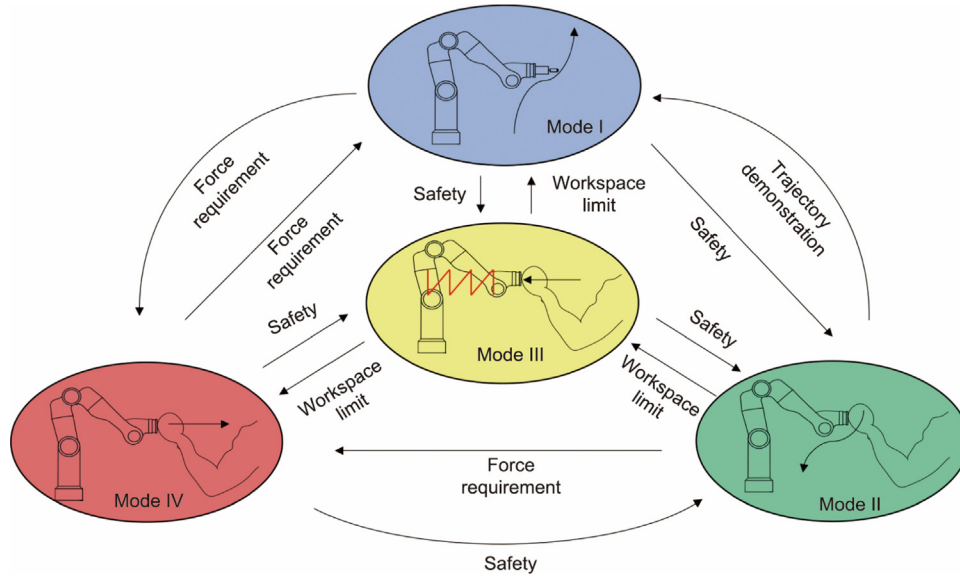 Mode I
Force
requirement
Force
requirement
Safety
Workspace
limit
Safety
Trajectory
demonstration
Mode III
Safety
Workspace
limit
Safety
Workspace
limit
Mode IV
Force
requirement
Mode II
Safety